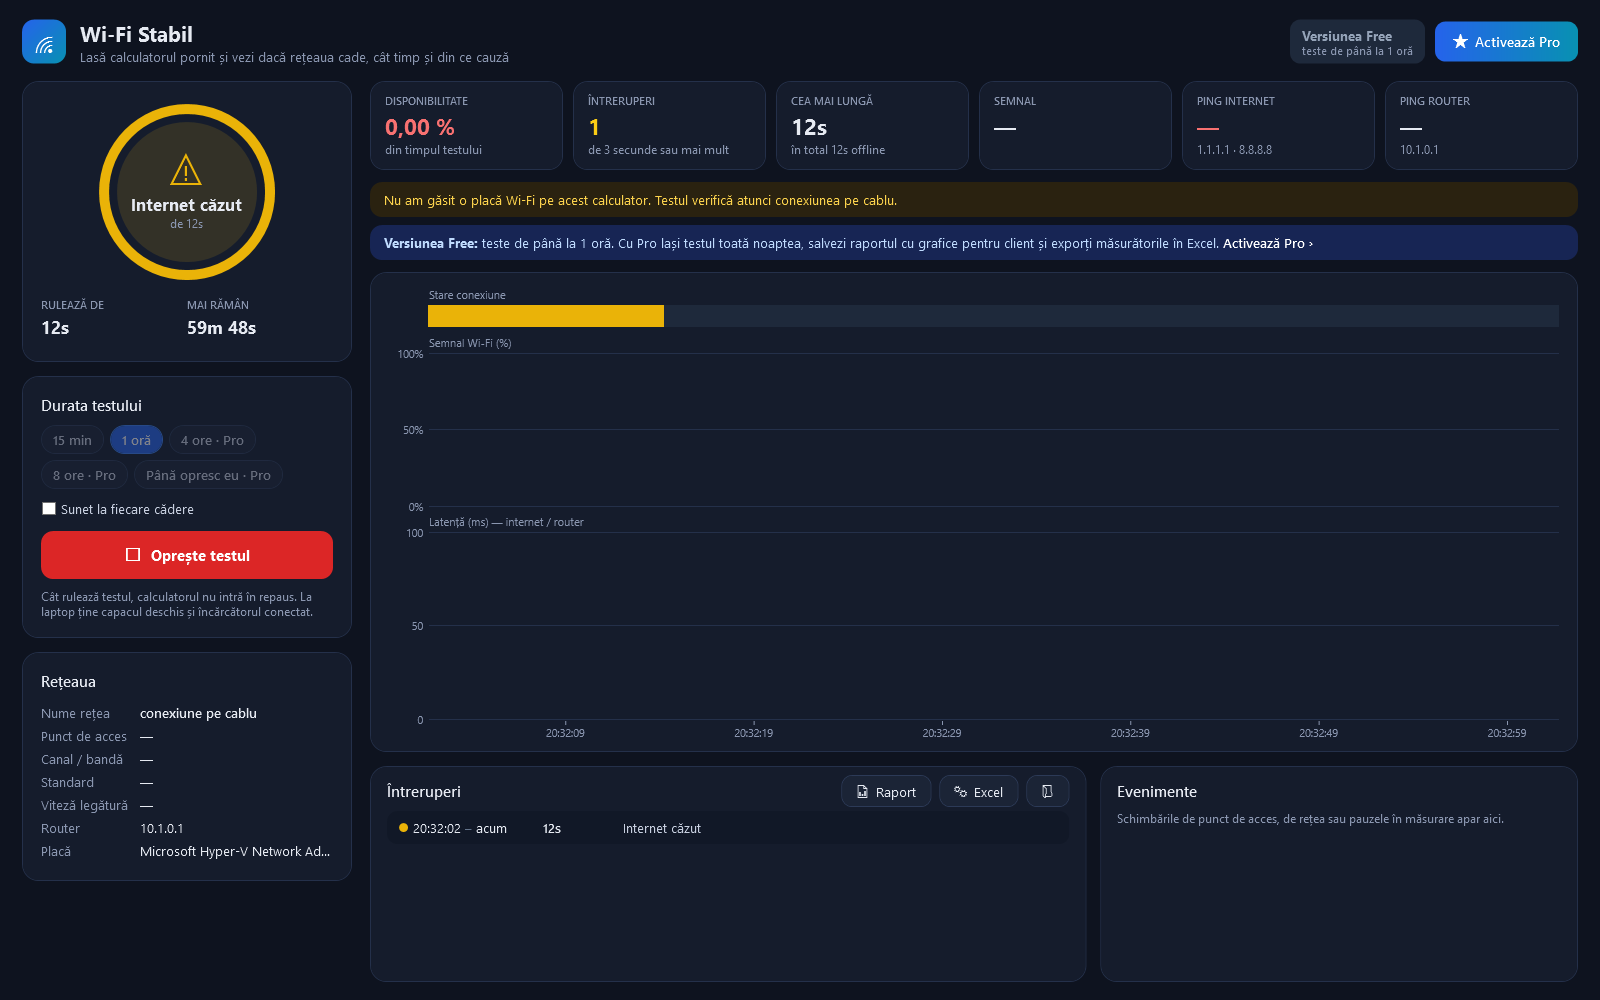 Wi-Fi Stabil
Lasă calculatorul pornit și vezi dacă rețeaua cade, cât timp și din ce cauză
Versiunea Free
teste de până la 1 oră
★ Activează Pro
Internet căzut
de 12s
RULEAZĂ DE
MAI RĂMÂN
12s
59m 48s
DISPONIBILITATE
0,00 %
din timpul testului
ÎNTRERUPERI
1
de 3 secunde sau mai mult
CEA MAI LUNGĂ
12s
în total 12s offline
SEMNAL
—
PING INTERNET
—
1.1.1.1 · 8.8.8.8
PING ROUTER
—
10.1.0.1
Nu am găsit o placă Wi-Fi pe acest calculator. Testul verifică atunci conexiunea pe cablu.
Versiunea Free: teste de până la 1 oră. Cu Pro lași testul toată noaptea, salvezi raportul cu grafice pentru client și exporți măsurătorile în Excel. Activează Pro ›
Durata testului
15 min
1 oră
4 ore · Pro
8 ore · Pro
Până opresc eu · Pro
Sunet la fiecare cădere
Oprește testul
Cât rulează testul, calculatorul nu intră în repaus. La
laptop ține capacul deschis și încărcătorul conectat.
Rețeaua
Nume rețea conexiune pe cablu
Punct de acces —
Canal / bandă —
Standard —
Viteză legătură —
Router 10.1.0.1
Placă Microsoft Hyper-V Network Ad...
Stare conexiune
Semnal Wi-Fi (%)
100%
50%
0%
Latență (ms) — internet / router
100
50
0
20:32:09 20:32:19 20:32:29 20:32:39 20:32:49 20:32:59
Întreruperi
Raport
Excel
20:32:02 – acum 12s Internet căzut
Evenimente
Schimbările de punct de acces, de rețea sau pauzele în măsurare apar aici.